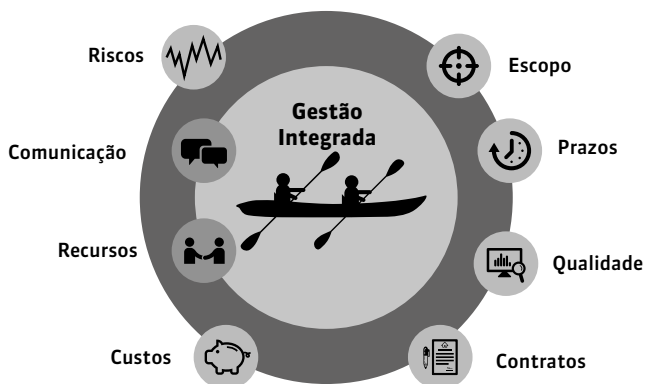 Riscos
Escopo
Gestão
Integrada
Comunicação
Prazos
Recursos
Qualidade
Custos
Contratos